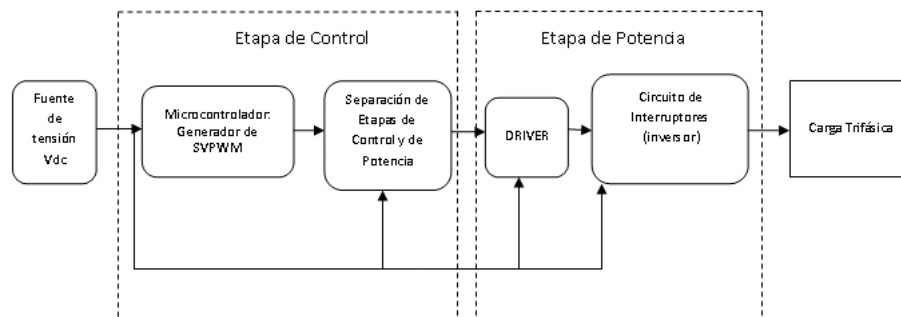 Etapa de Control
Etapa de Potencia
Fuente
de
tensión
Vdc
Microcontrolador:
Generador de
SVPWM
Separación de
Etapas de
Control y de
Potencia
DRIVER
Circuito de
Interruptores
(inversor)
Carga Trifásica